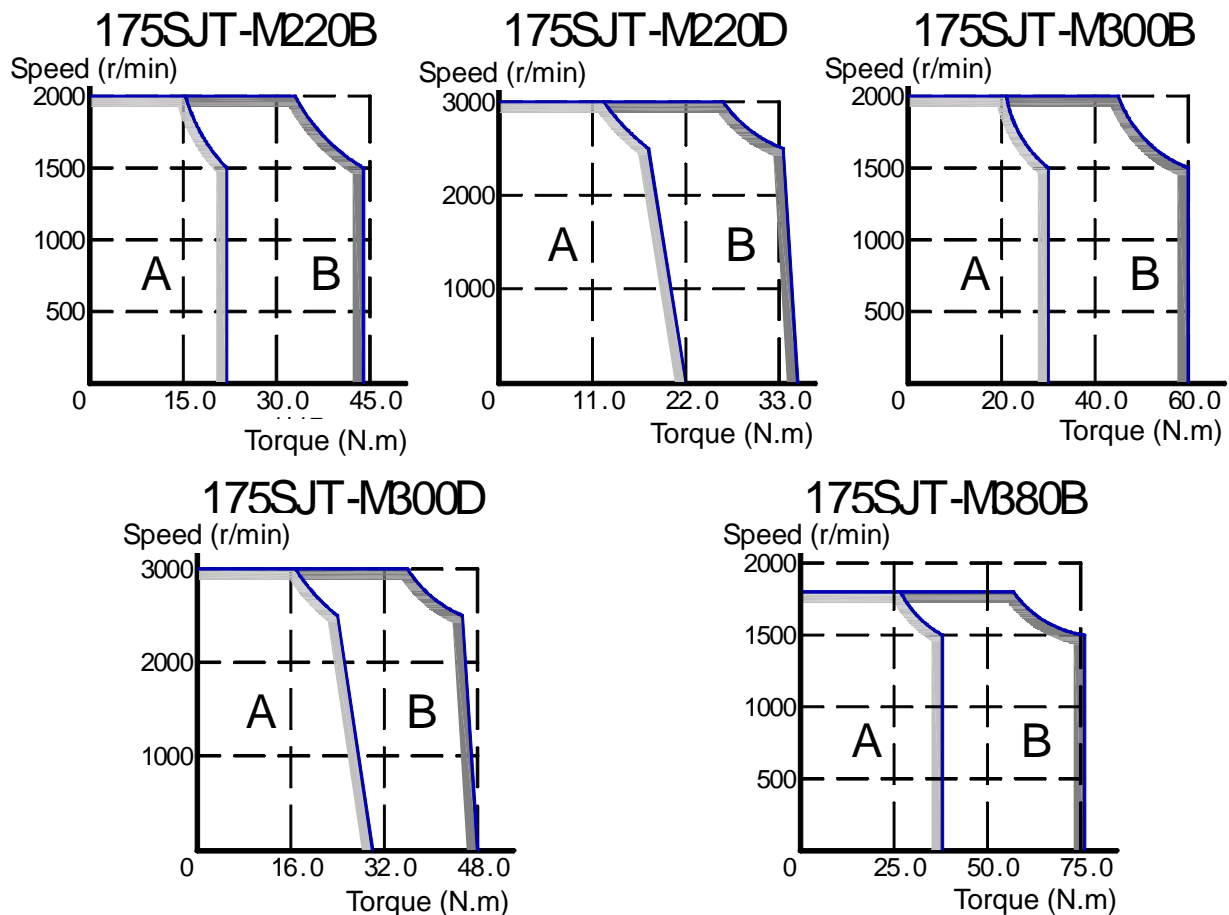 175SJT-M220B
Speed (r/min)
2000
1500
1000
500
A
B
0
15.0
30.0
45.0
Torque (N.m)
175SJT-M220D
Speed (r/min)
3000
2000
1000
A
B
0
11.0
22.0
33.0
Torque (N.m)
175SJT-M300B
Speed (r/min)
2000
1500
1000
500
A
B
0
20.0
40.0
60.0
Torque (N.m)
175SJT-M300D
Speed (r/min)
3000
2000
1000
A
B
0
16.0
32.0
48.0
Torque (N.m)
175SJT-M380B
Speed (r/min)
2000
1500
1000
500
A
B
0
25.0
50.0
75.0
Torque (N.m)